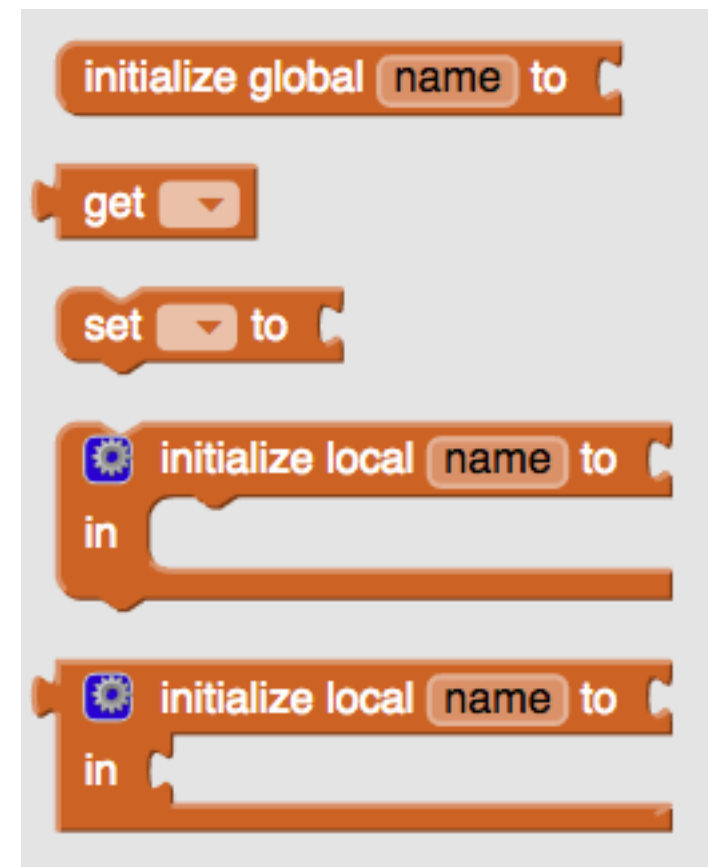 initialize global name to
get
set to
initialize local name to
in
initialize local name to
in